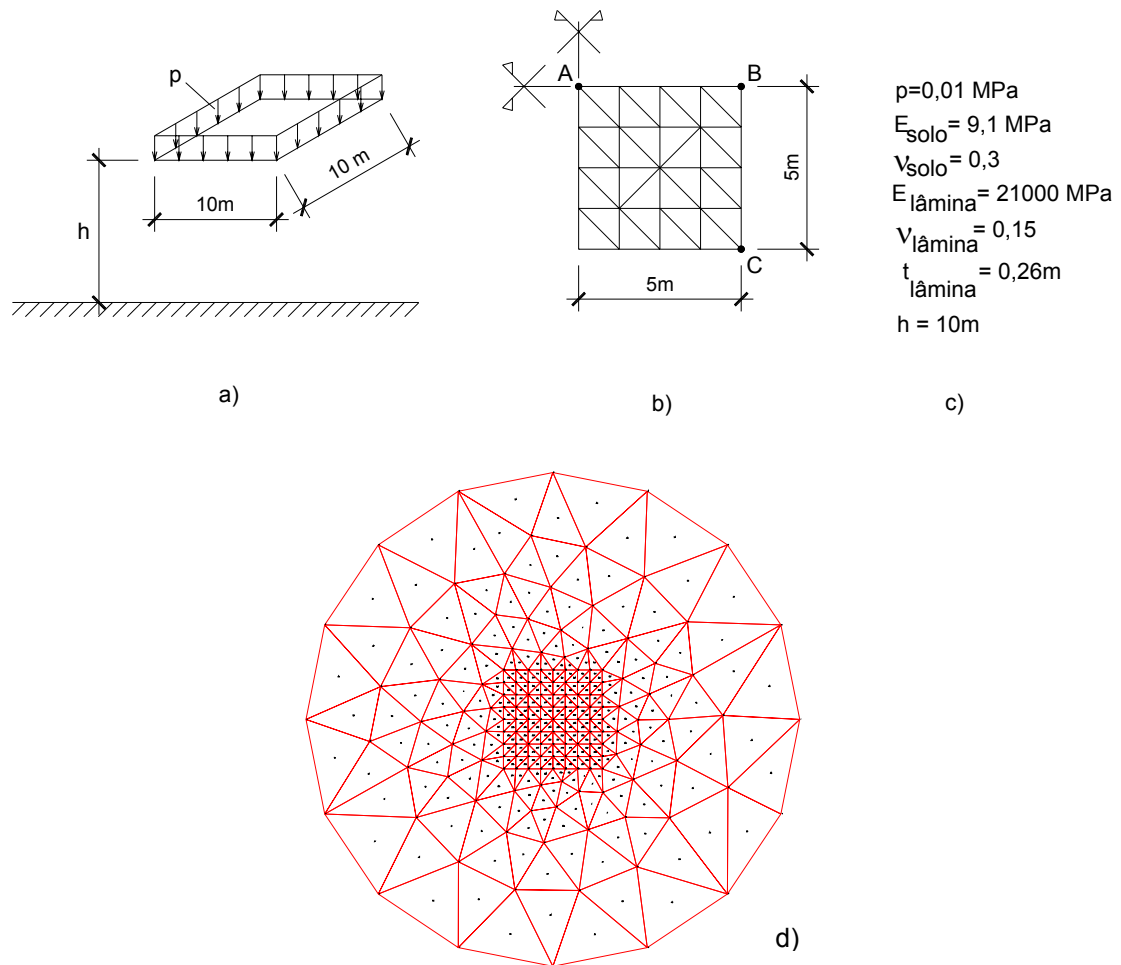 p
10 m
10m
h
a)
A
B
C
5m
5m
b)
p=0,01 MPa
Esolo= 9,1 MPa
νsolo= 0,3
Elâmina = 21000 MPa
νlâmina = 0,15
tlâmina = 0,26m
h = 10m
c)
d)